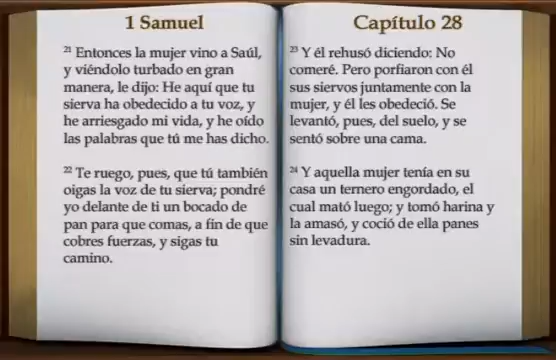 1 Samuel
21 Entonces la mujer vino a Saúl,
y viéndolo turbado en gran
manera, le dijo: He aquí que tu
sierva ha obedecido a tu voz, y
he arriesgado mi vida, y he oído
las palabras que tú me has dicho.
22 Te ruego, pues, que tú también
oigas la voz de tu sierva; pondré
yo delante de ti un bocado de
pan para que comas, a fin de que
cobres fuerzas, y sigas tu
camino.
Capítulo 28
23 Y él rehusó diciendo: No
comeré. Pero porfiaron con él
sus siervos juntamente con la
mujer, y él les obedeció. Se
levantó, pues, del suelo, y se
sentó sobre una cama.
24 Y aquella mujer tenía en su
casa un ternero engordado, el
cual mató luego; y tomó harina y
la amasó, y coció de ella panes
sin levadura.